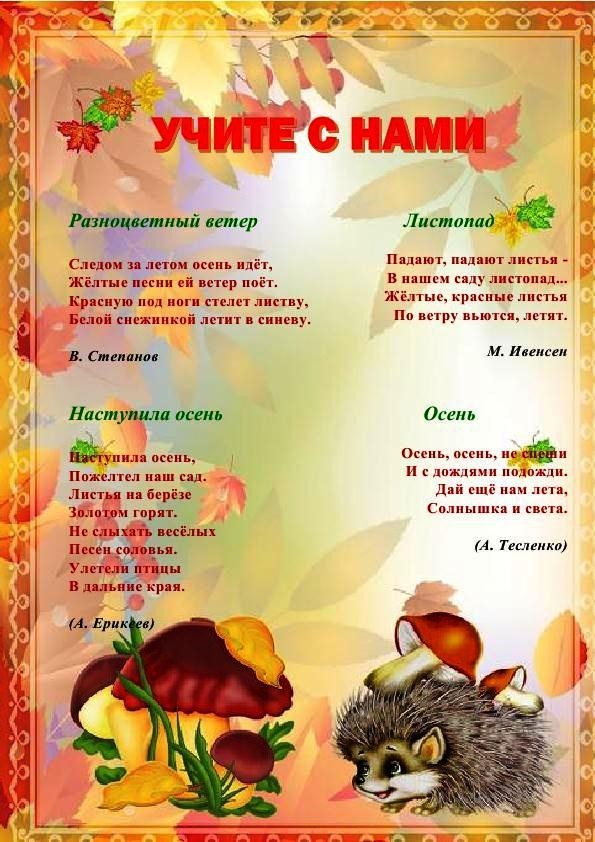 УЧИТЕ С НАМИ
Разноцветный ветер
Следом за летом осень идёт,
Жёлтые песни ей ветер поёт.
Красную под ноги стелет листву,
Белой снежинкой летит в синеву.
В. Степанов
Листопад
Падают, падают листья -
В нашем саду листопад...
Жёлтые, красные листья
По ветру вьются, летят.
М. Ивенсен
Наступила осень
Наступила осень,
Пожелтел наш сад.
Листья на берёзе
Золотом горят.
Не слыхать весёлых
Песен соловья.
Улетели птицы
В дальние края.
(А. Ерикеев)
Осень
Осень, осень, не спеши
И с дождями подожди.
Дай ещё нам лета,
Солнышка и света.
(А. Тесленко)